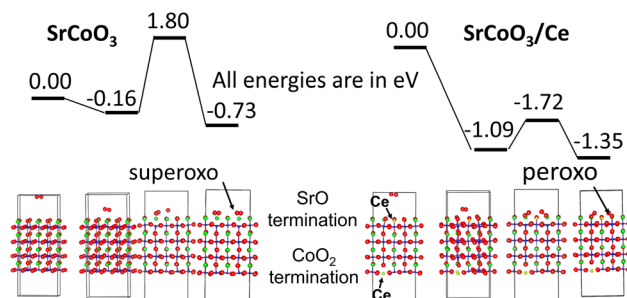 SrCoO₃
1.80
0.00
-0.16
-0.73
All energies are in eV
0.00
SrCoO₃/Ce
-1.72
-1.09
-1.35
superoxo
SrO
termination
CoO₂
termination
peroxo
Ce
Ce